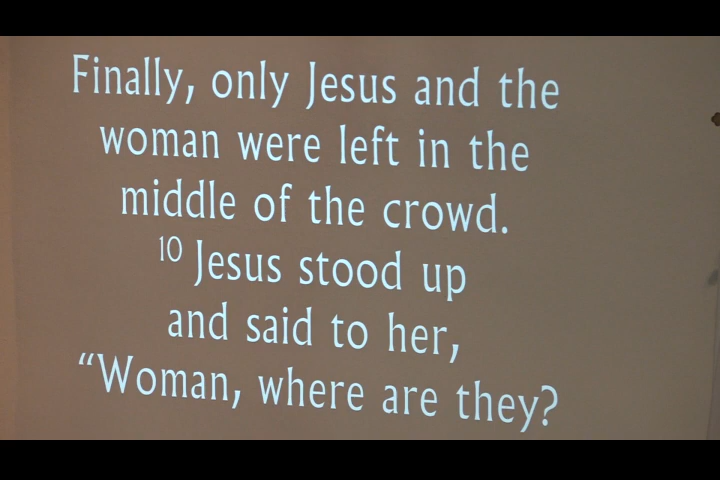 Finally, only Jesus and the
woman were left in the
middle of the crowd.
10 Jesus stood up
and said to her,
“Woman, where are they?